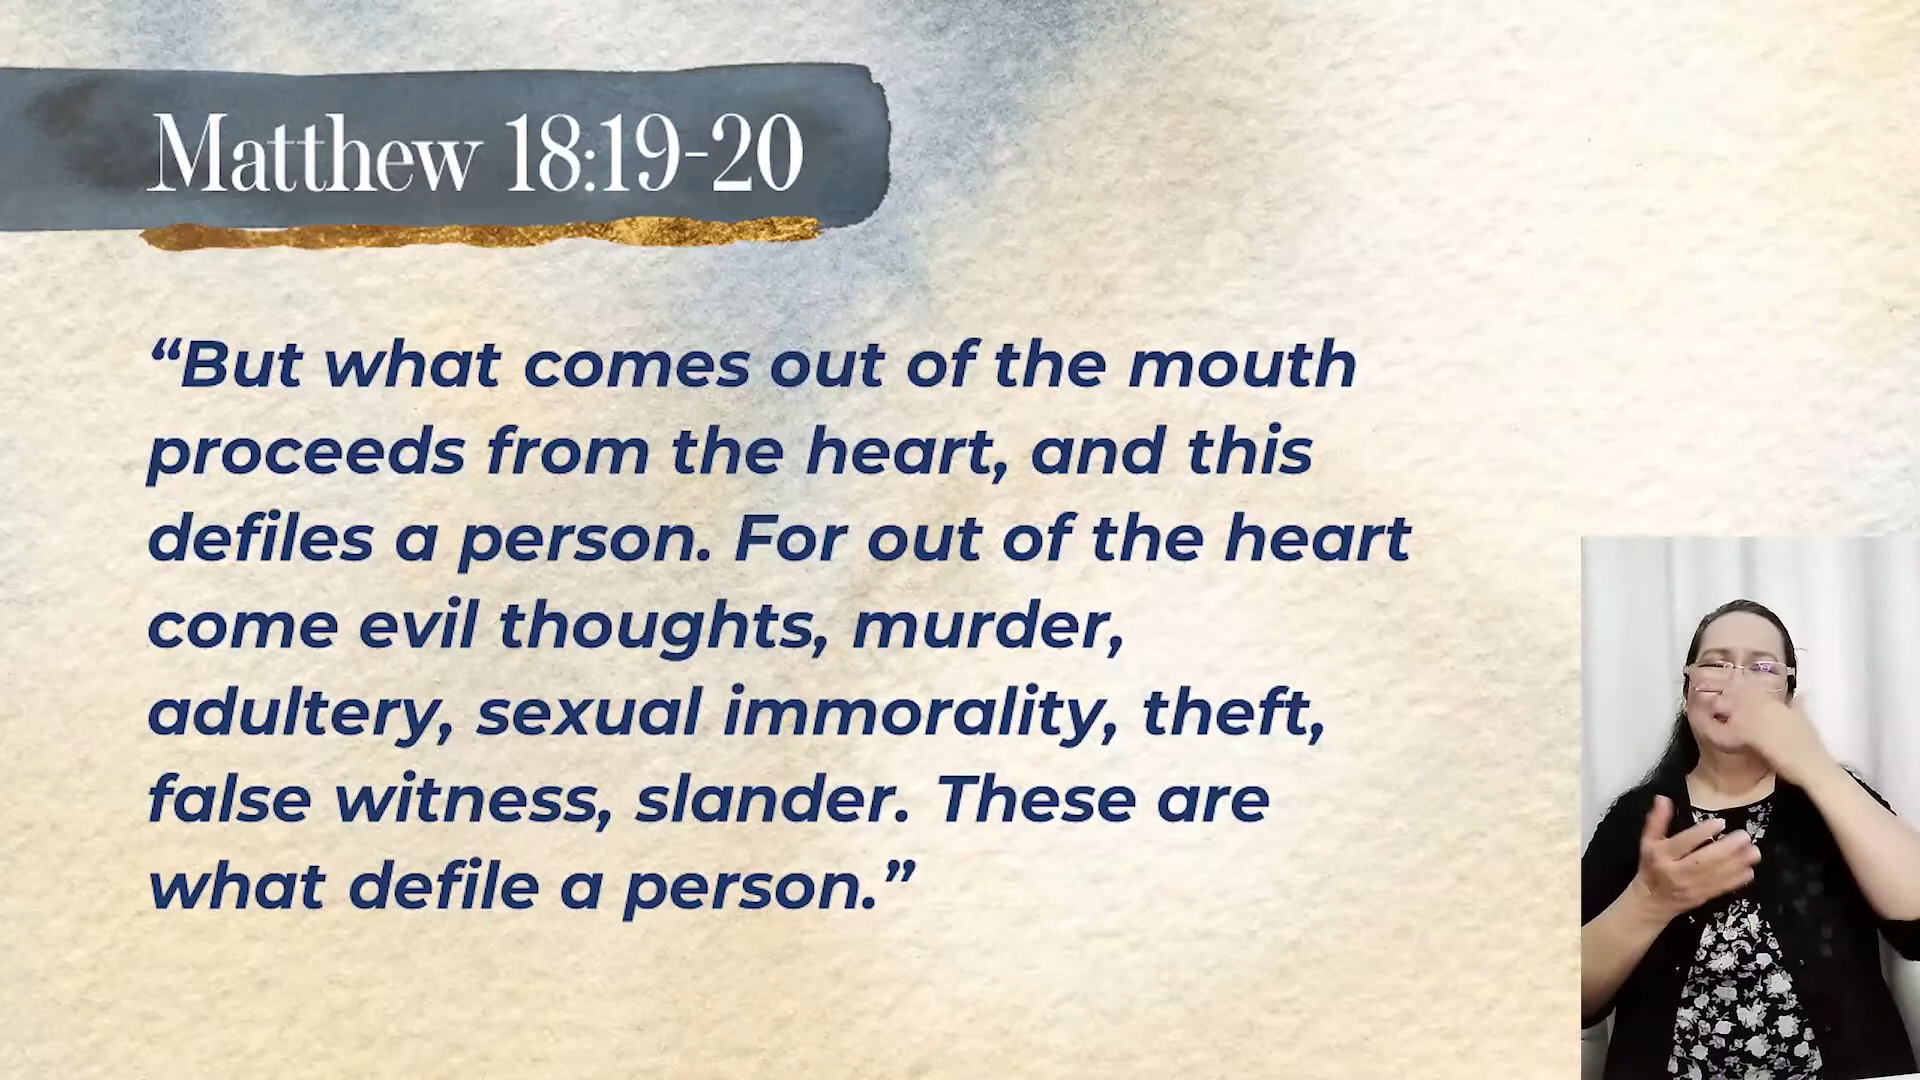 Matthew 18:19-20
“But what comes out of the mouth
proceeds from the heart, and this
defiles a person. For out of the heart
come evil thoughts, murder,
adultery, sexual immorality, theft,
false witness, slander. These are
what defile a person.”